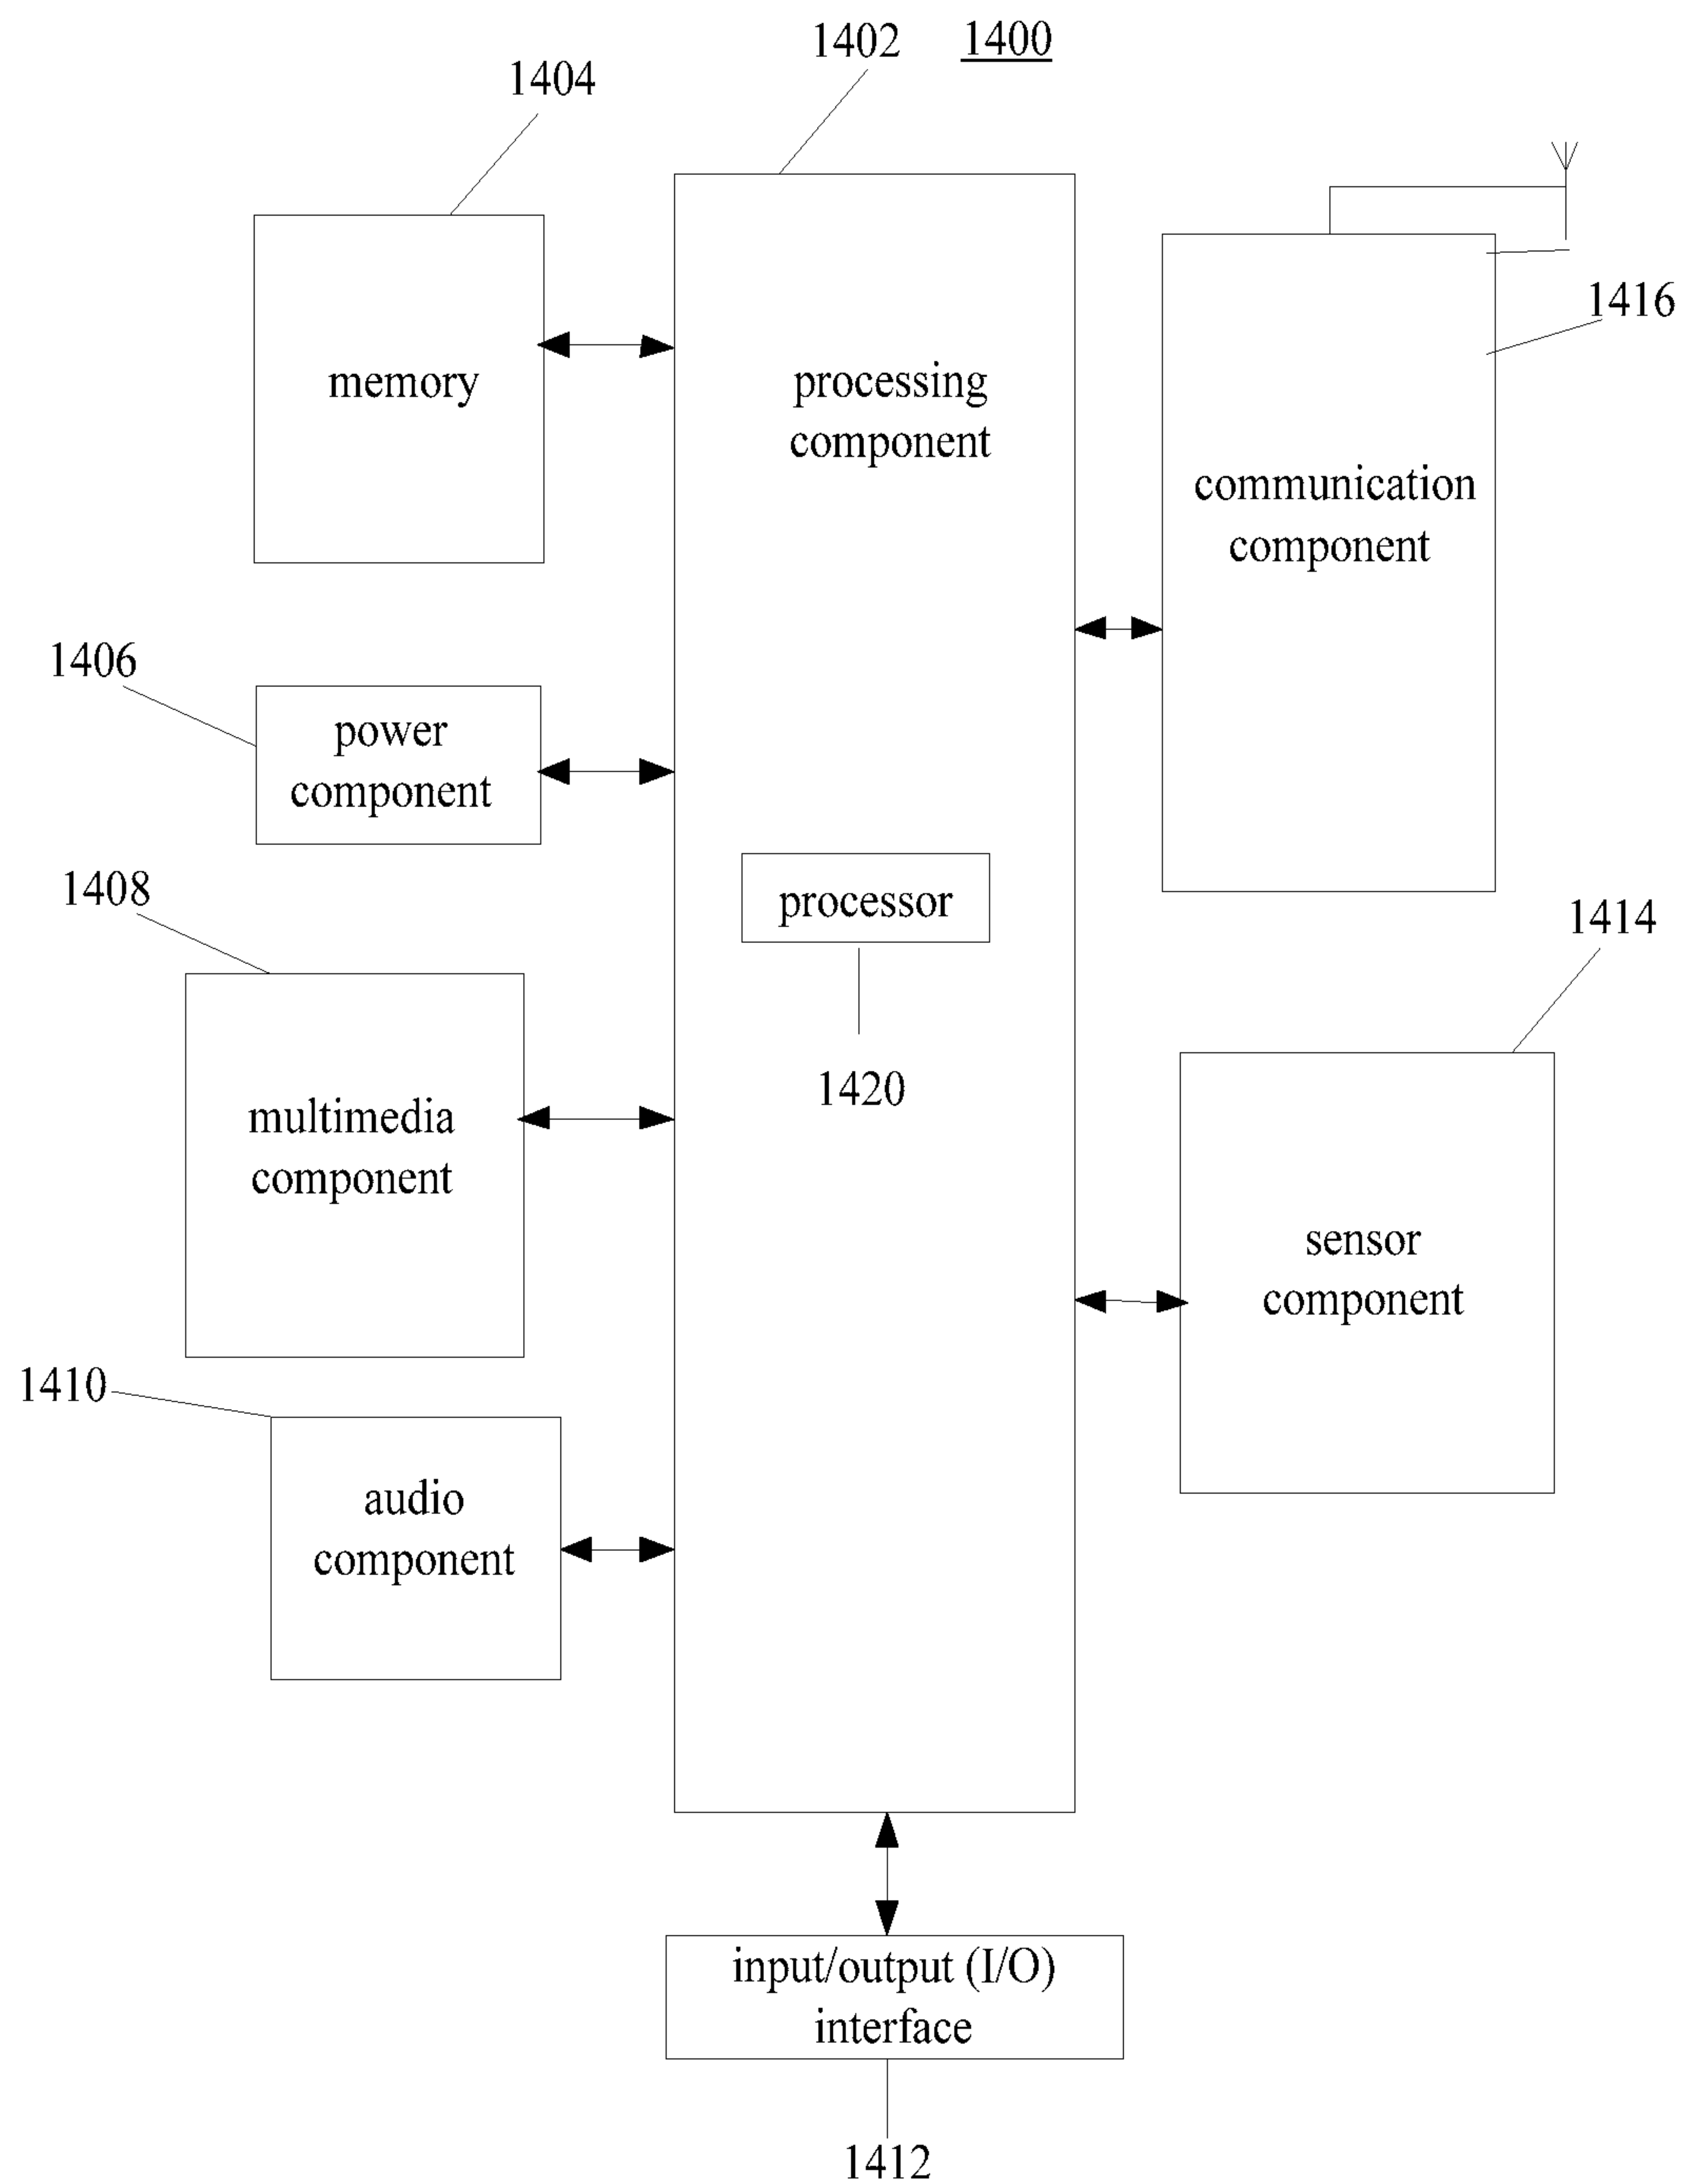 1402
1400
1404
1416
memory
processing
component
communication
component
1406
power
component
1408
processor
1414
1420
multimedia
component
sensor
component
1410
audio
component
input/output (I/O)
interface
1412